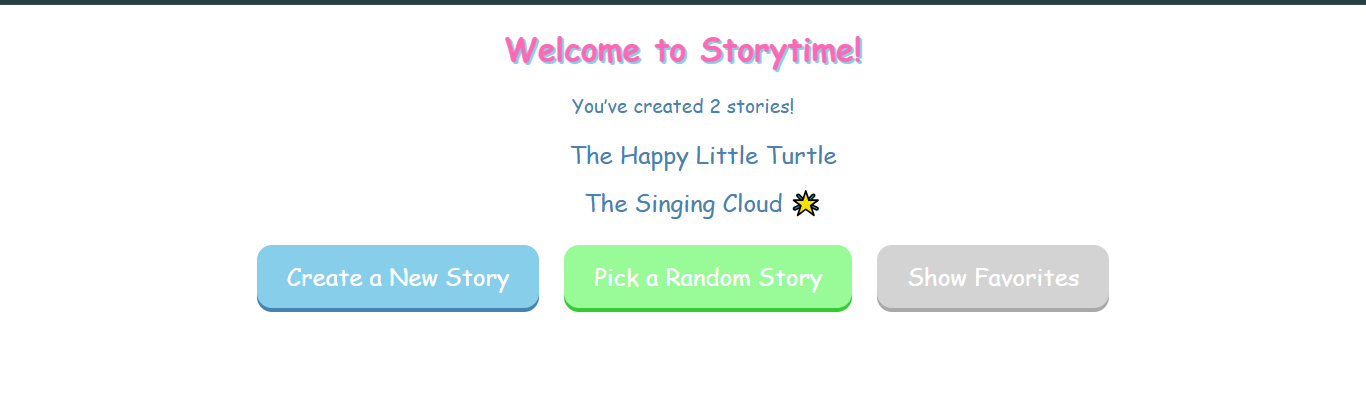 Welcome to Storytime!
You've created 2 stories!
The Happy Little Turtle
The Singing Cloud 🌟
Create a New Story
Pick a Random Story
Show Favorites